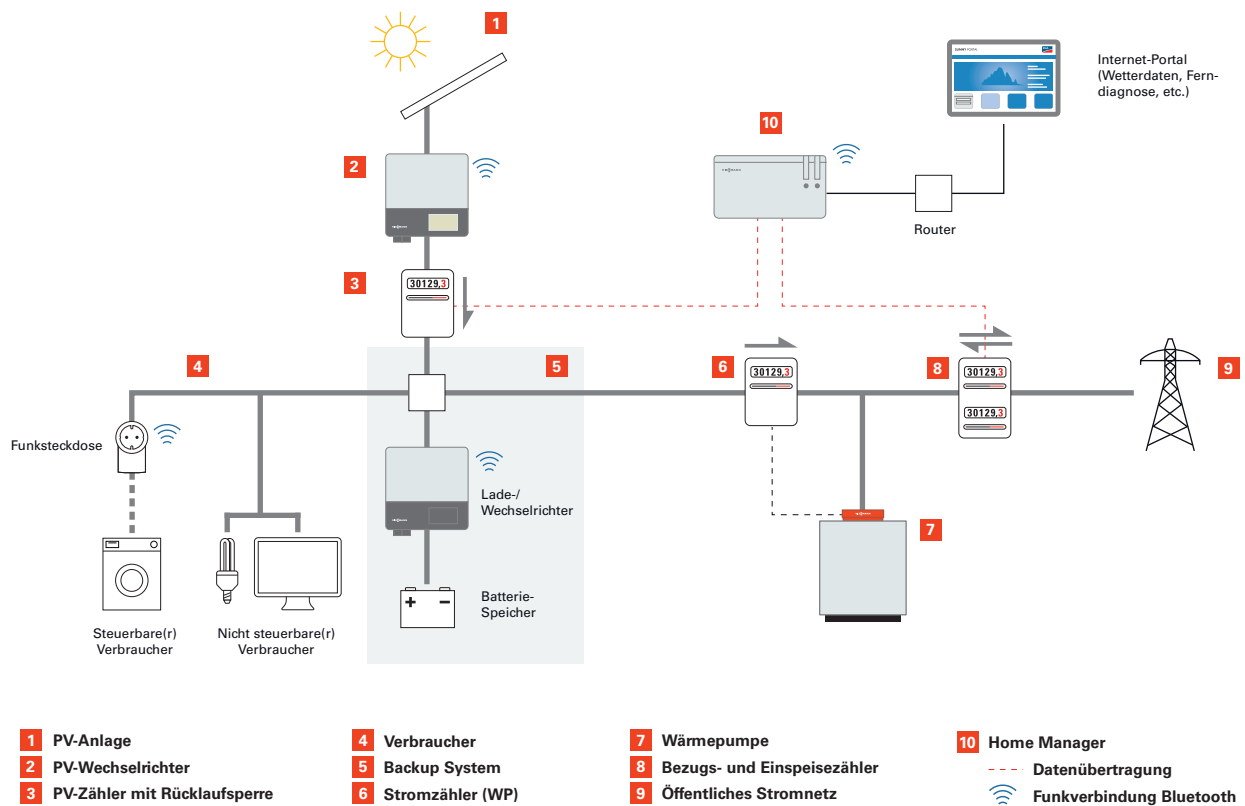 1
SUNNY PORTAL
Internet-Portal
(Wetterdaten, Fern-
diagnose, etc.)
10
2
Router
3
30129,3
4
5
6
30129,3
8
30129,3
30129,3
9
Funksteckdose
Lade-/
Wechselrichter
7
Batterie-
Speicher
+ −
Steuerbare(r)
Verbraucher
Nicht steuerbare(r)
Verbraucher
1 PV-Anlage
2 PV-Wechselrichter
3 PV-Zähler mit Rücklaufsperre
4 Verbraucher
5 Backup System
6 Stromzähler (WP)
7 Wärmepumpe
8 Bezugs- und Einspeisezähler
9 Öffentliches Stromnetz
10 Home Manager
Datenübertragung
Funkverbindung Bluetooth